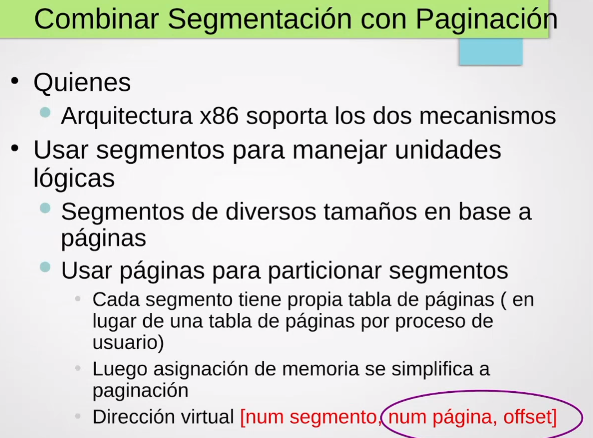 Combinar Segmentación con Paginación
• Quienes
• Arquitectura x86 soporta los dos mecanismos
• Usar segmentos para manejar unidades
lógicas
• Segmentos de diversos tamaños en base a
páginas
• Usar páginas para particionar segmentos
• Cada segmento tiene propia tabla de páginas ( en
lugar de una tabla de páginas por proceso de
usuario)
• Luego asignación de memoria se simplifica a
paginación
• Dirección virtual [num segmento, num página, offset]